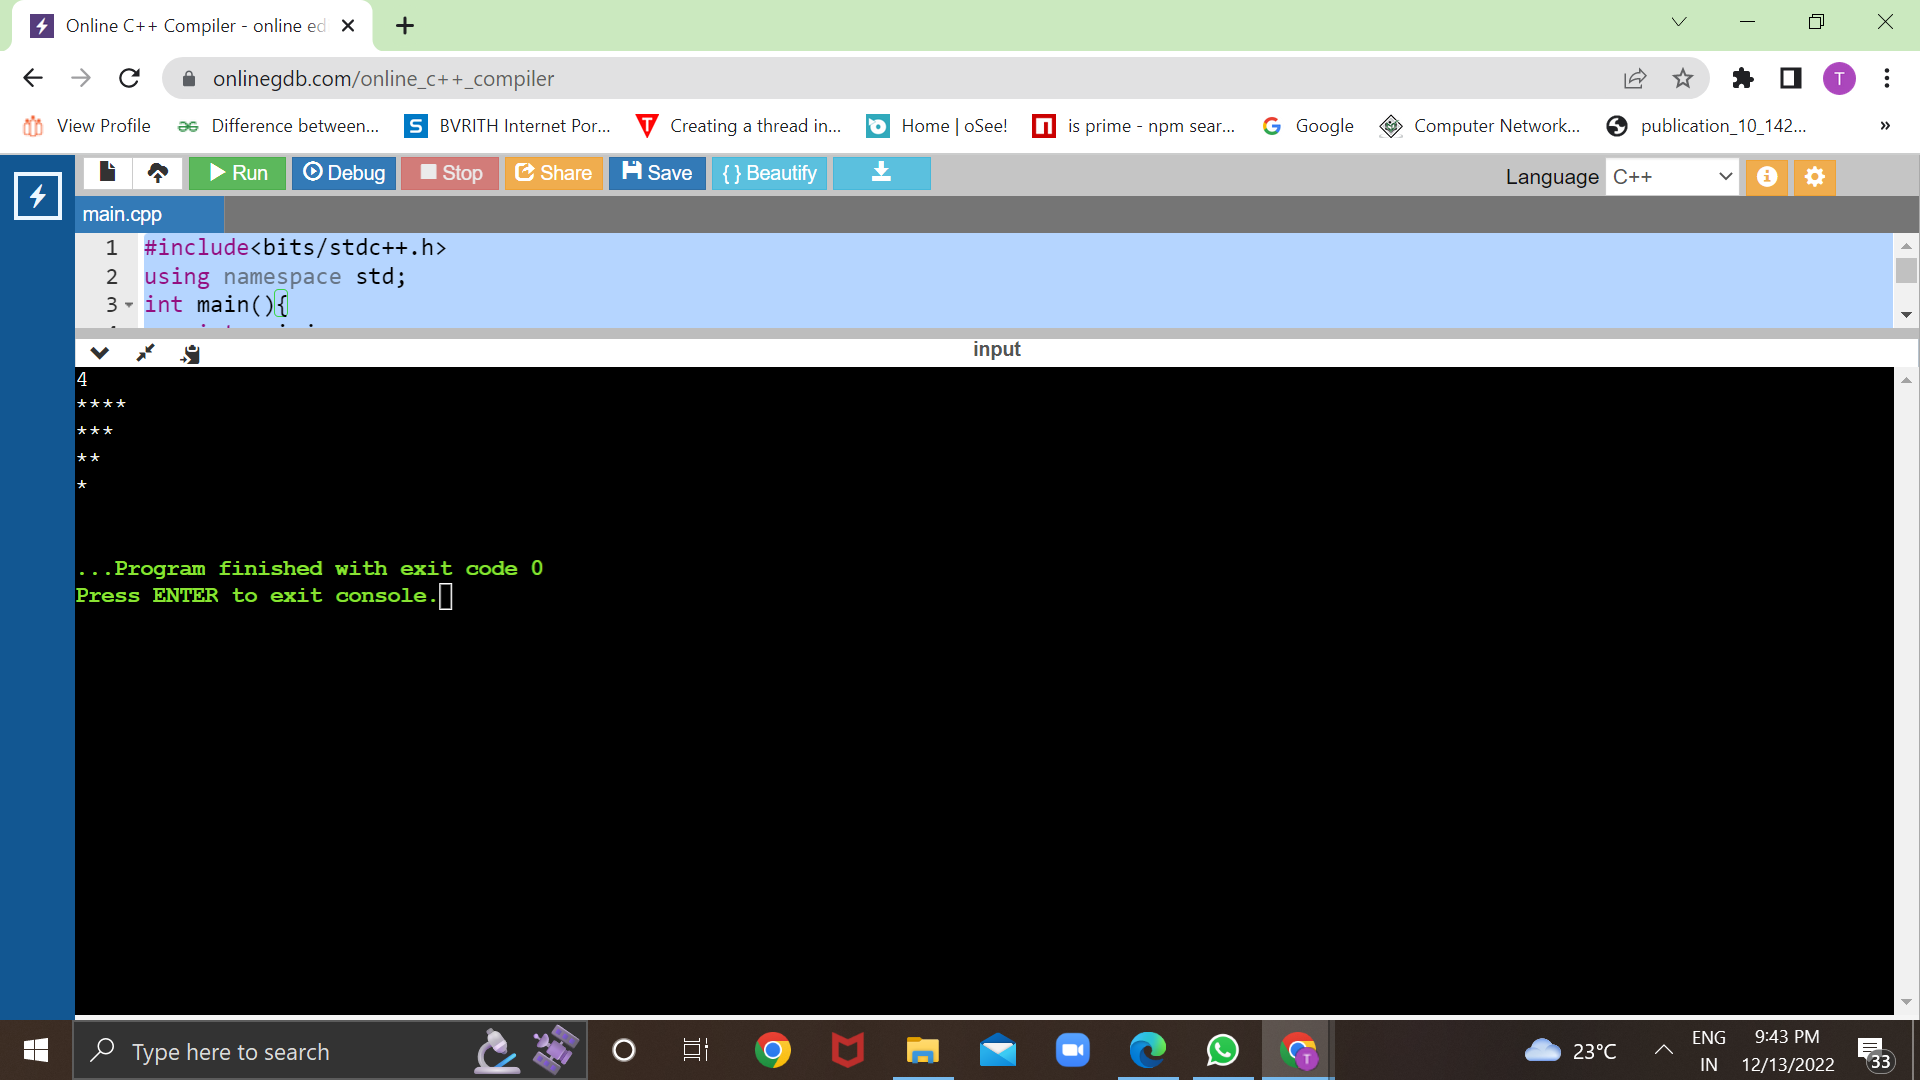 Online C++ Compiler - online ed
onlinegdb.com/online_c++_compiler
T
View Profile
Difference between...
BVRITH Internet Por...
Creating a thread in...
Home | oSee!
is prime - npm sear...
Google
Computer Network...
publication_10_142...
»
Run
Debug
Stop
Share
Save
{ } Beautify
Language C++
main.cpp
1 #include<bits/stdc++.h>
2 using namespace std;
3 int main(){
input
4
****
***
**
*
...Program finished with exit code 0
Press ENTER to exit console.
Type here to search
23°C
ENG
IN
9:43 PM
12/13/2022
33